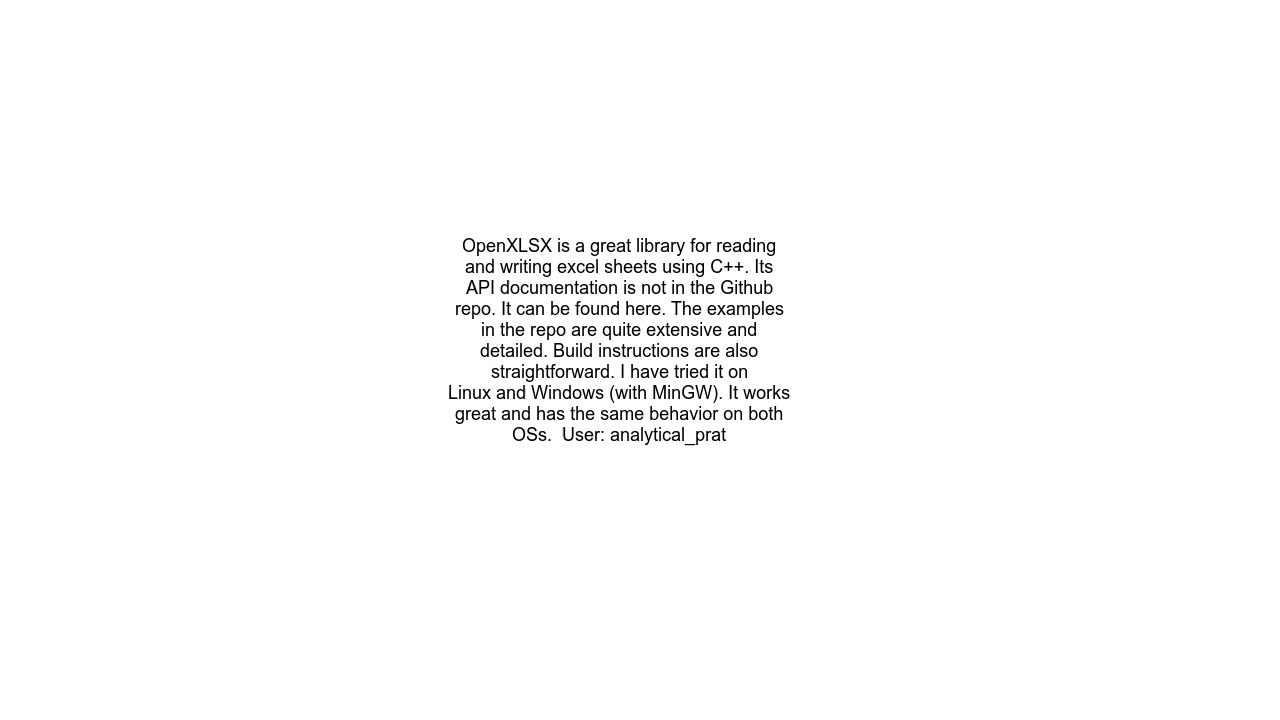 OpenXLSX is a great library for reading
and writing excel sheets using C++. Its
API documentation is not in the Github
repo. It can be found here. The examples
in the repo are quite extensive and
detailed. Build instructions are also
straightforward. I have tried it on
Linux and Windows (with MinGW). It works
great and has the same behavior on both
OSs.  User: analytical_prat